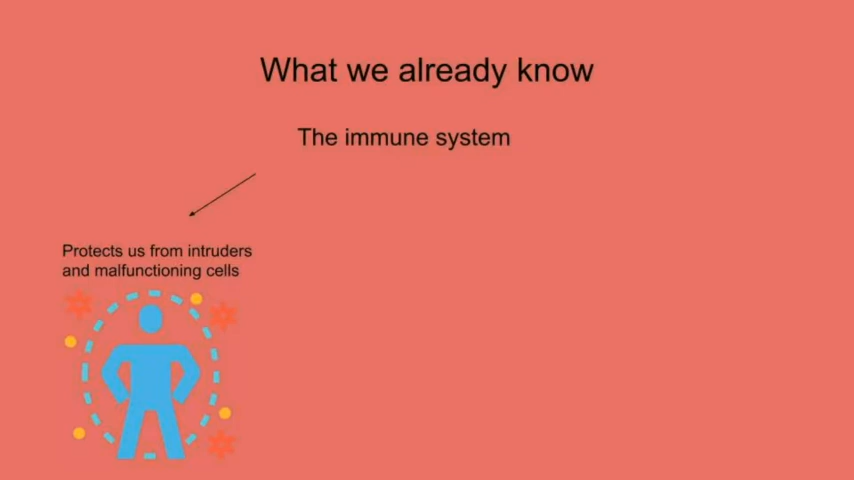 What we already know
The immune system
Protects us from intruders
and malfunctioning cells